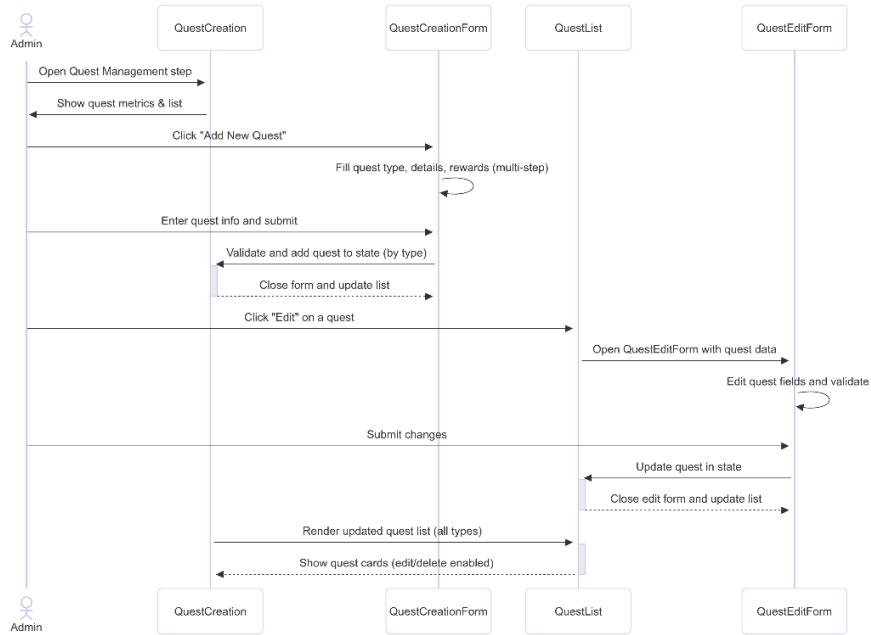 Admin
QuestCreation
QuestCreationForm
QuestList
QuestEditForm
Open Quest Management step
Show quest metrics & list
Click "Add New Quest"
Fill quest type, details, rewards (multi-step)
Enter quest info and submit
Validate and add quest to state (by type)
Close form and update list
Click "Edit" on a quest
Open QuestEditForm with quest data
Edit quest fields and validate
Submit changes
Update quest in state
Close edit form and update list
Render updated quest list (all types)
Show quest cards (edit/delete enabled)
Admin
QuestCreation
QuestCreationForm
QuestList
QuestEditForm